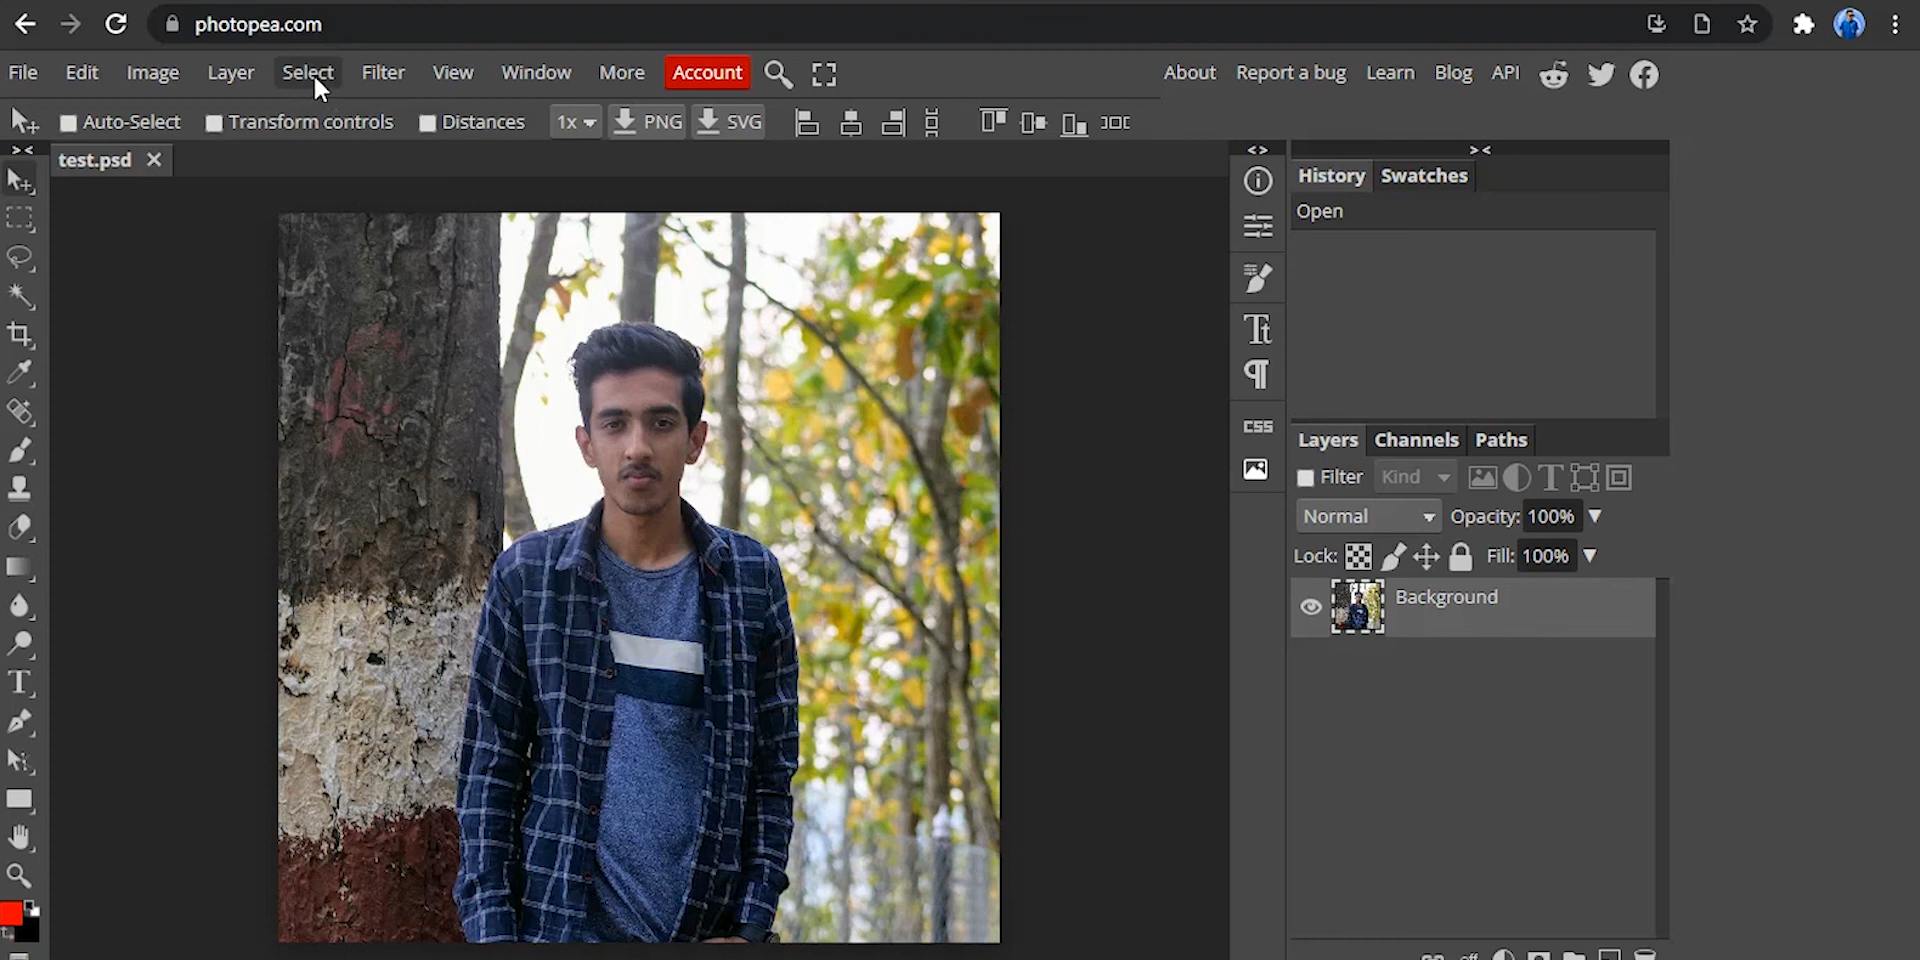 photopea.com
File Edit Image Layer Select Filter View Window More Account About Report a bug Learn Blog API
Auto-Select Transform controls Distances 1x PNG SVG
> < <> > <
test.psd
History Swatches
Open
Tt
CSS
Layers Channels Paths
Filter Kind T
Normal Opacity: 100%
Lock: Fill: 100%
Background
T